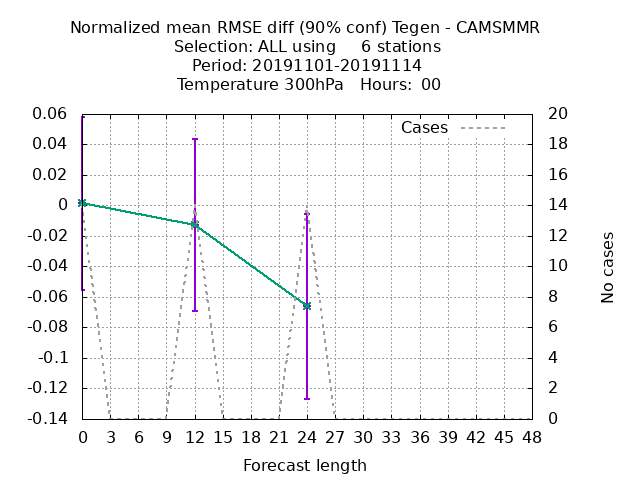 Normalized mean RMSE diff (90% conf) Tegen - CAMSMMR
Selection: ALL using 6 stations
Period: 20191101-20191114
Temperature 300hPa Hours: 00
Cases
0.06
0.04
0.02
0
-0.02
-0.04
-0.06
-0.08
-0.1
-0.12
-0.14
20
18
16
14
12
10
8
6
4
2
0
No cases
0 3 6 9 12 15 18 21 24 27 30 33 36 39 42 45 48
Forecast length